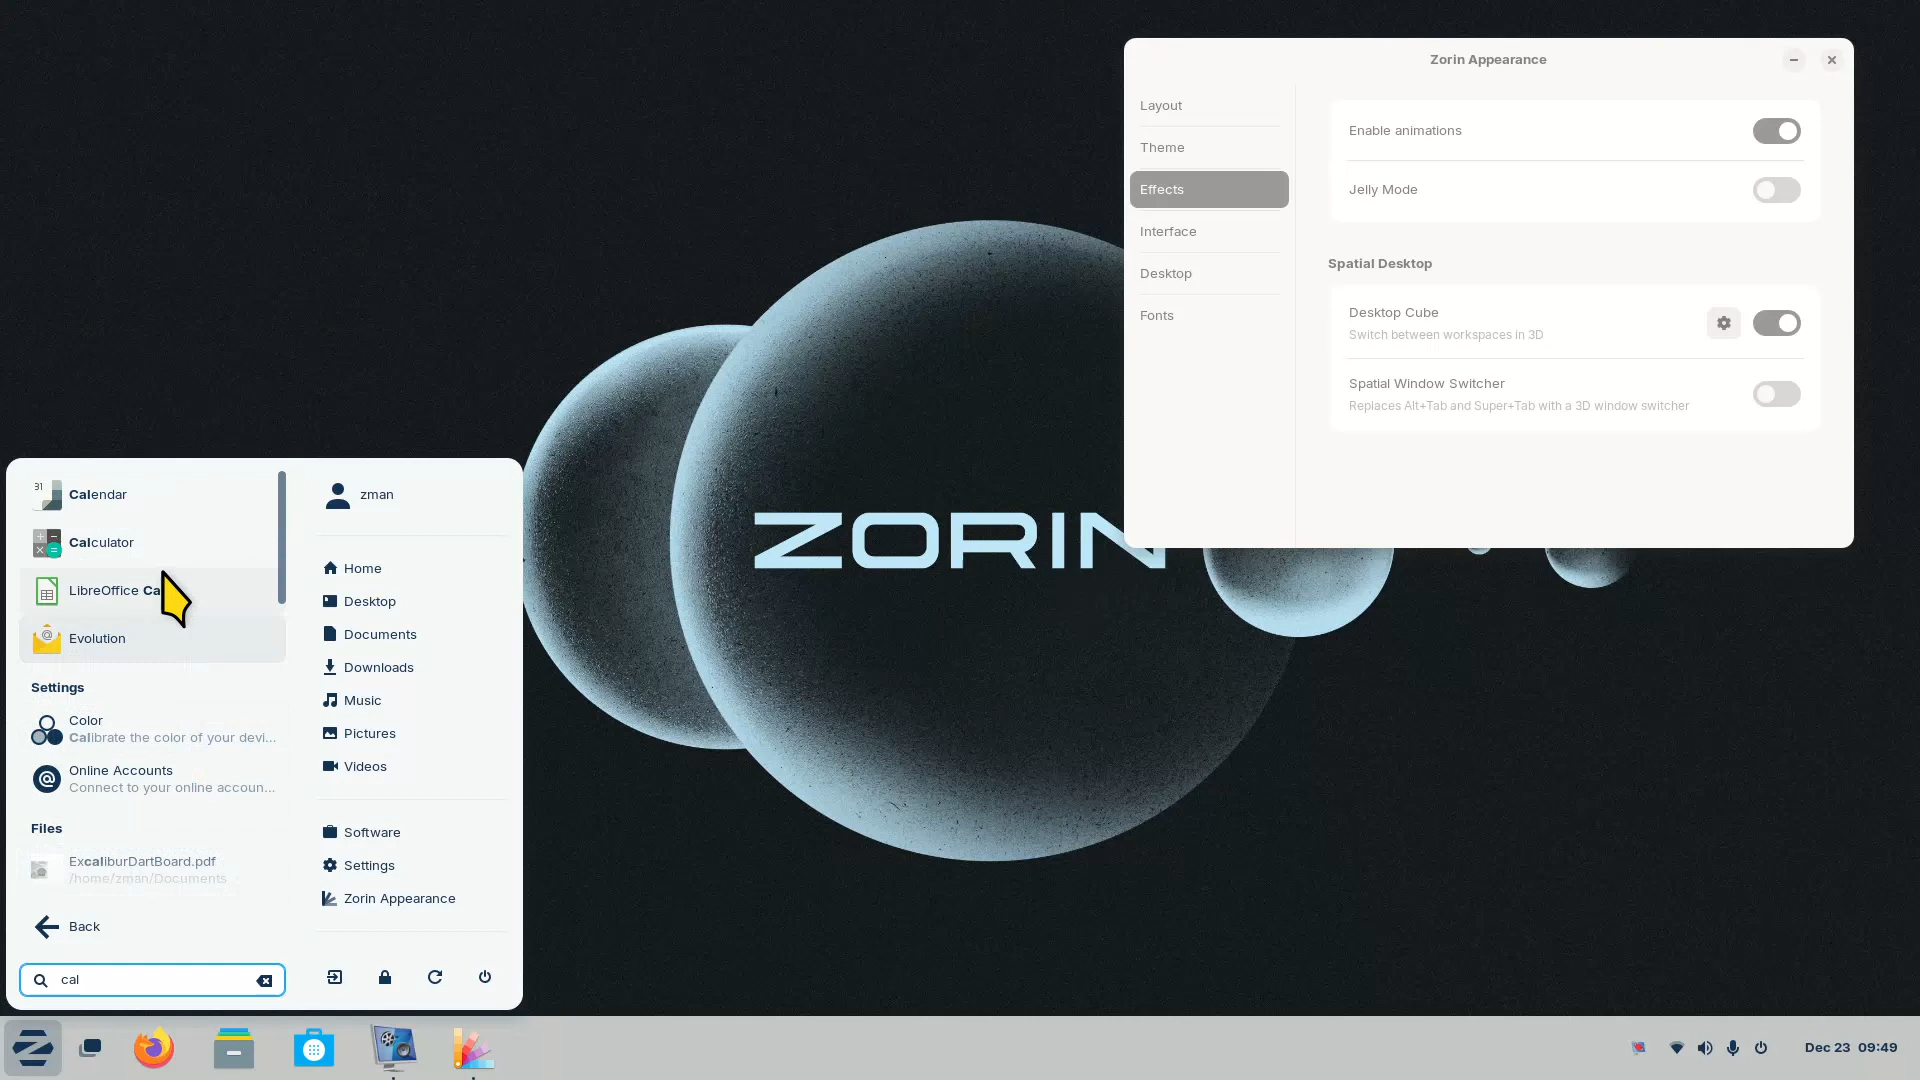 Zorin Appearance
Layout
Theme
Effects
Interface
Desktop
Fonts
Enable animations
Jelly Mode
Spatial Desktop
Desktop Cube
Switch between workspaces in 3D
Spatial Window Switcher
Replaces Alt+Tab and Super+Tab with a 3D window switcher
ZORIN
31
Calendar
Calculator
LibreOffice Ca
Evolution
Settings
Color
Calibrate the color of your devi...
Online Accounts
Connect to your online accoun...
Files
ExcaliburDartBoard.pdf
/home/zman/Documents
Back
cal
zman
Home
Desktop
Documents
Downloads
Music
Pictures
Videos
Software
Settings
Zorin Appearance
Dec 23 09:49